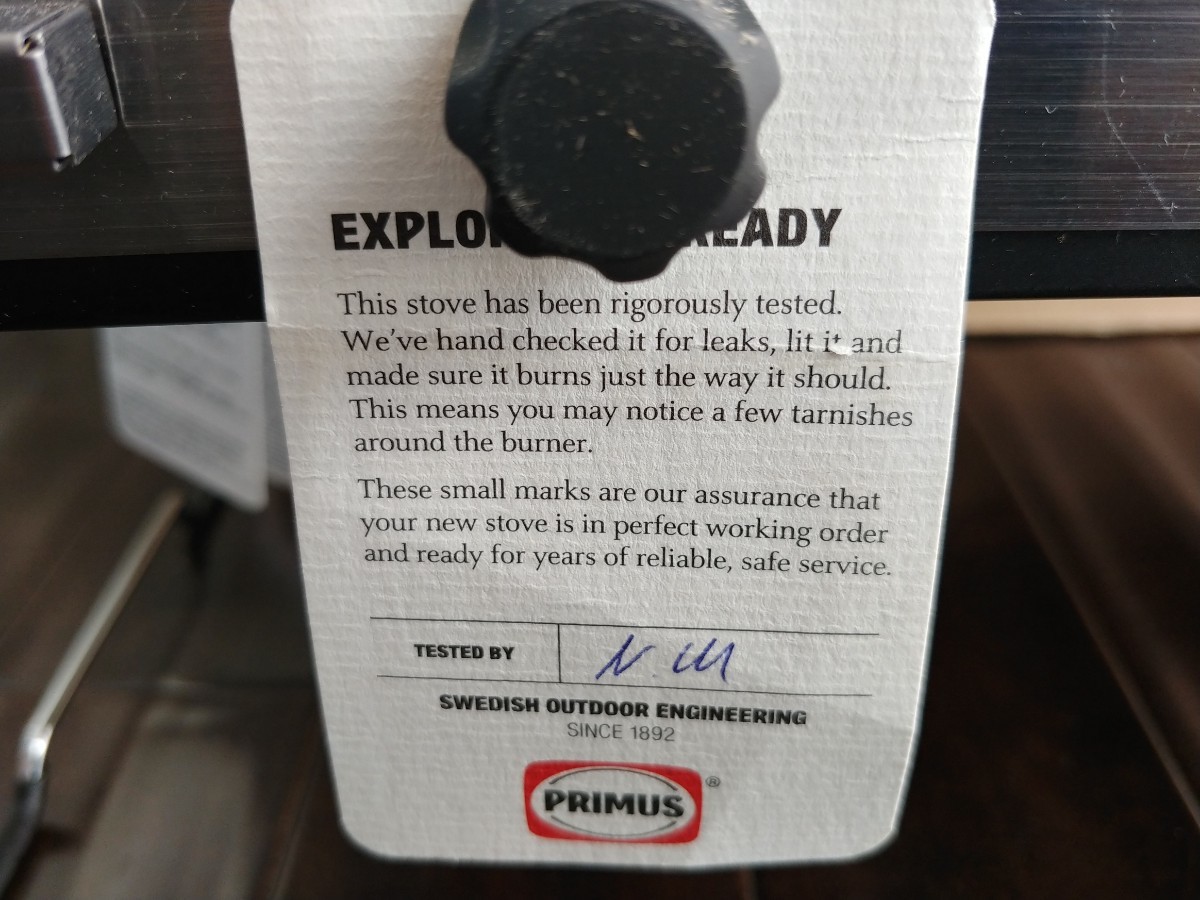 EXPLO READY
This stove has been rigorously tested.
We've hand checked it for leaks, lit it and
made sure it burns just the way it should.
This means you may notice a few tarnishes
around the burner.
These small marks are our assurance that
your new stove is in perfect working order
and ready for years of reliable, safe service.
TESTED BY
SWEDISH OUTDOOR ENGINEERING
SINCE 1892
PRIMUS®